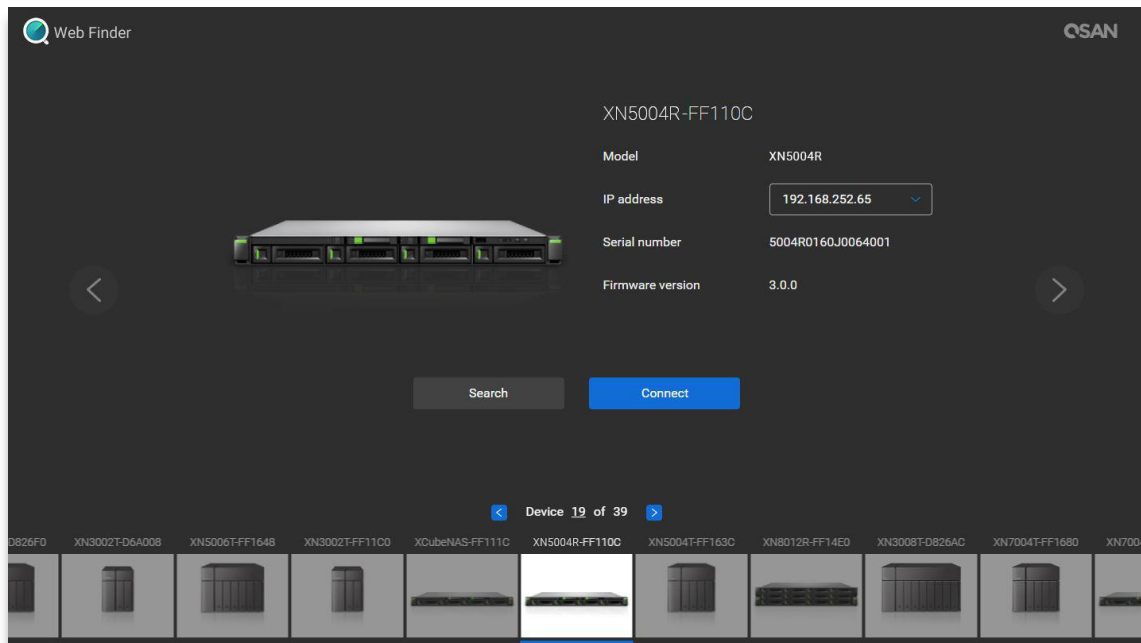 Web Finder
QSAN
XN5004R-FF110C
Model XN5004R
IP address 192.168.252.65
Serial number 5004R0160J0064001
Firmware version 3.0.0
Search Connect
Device 19 of 39
D826F0 XN3002T-D6A008 XN5006T-FF1648 XN3002T-FF11C0 XCubeNAS-FF111C XN5004R-FF110C XN5004T-FF163C XN8012R-FF14E0 XN3008T-D826AC XN7004T-FF1680 XN700